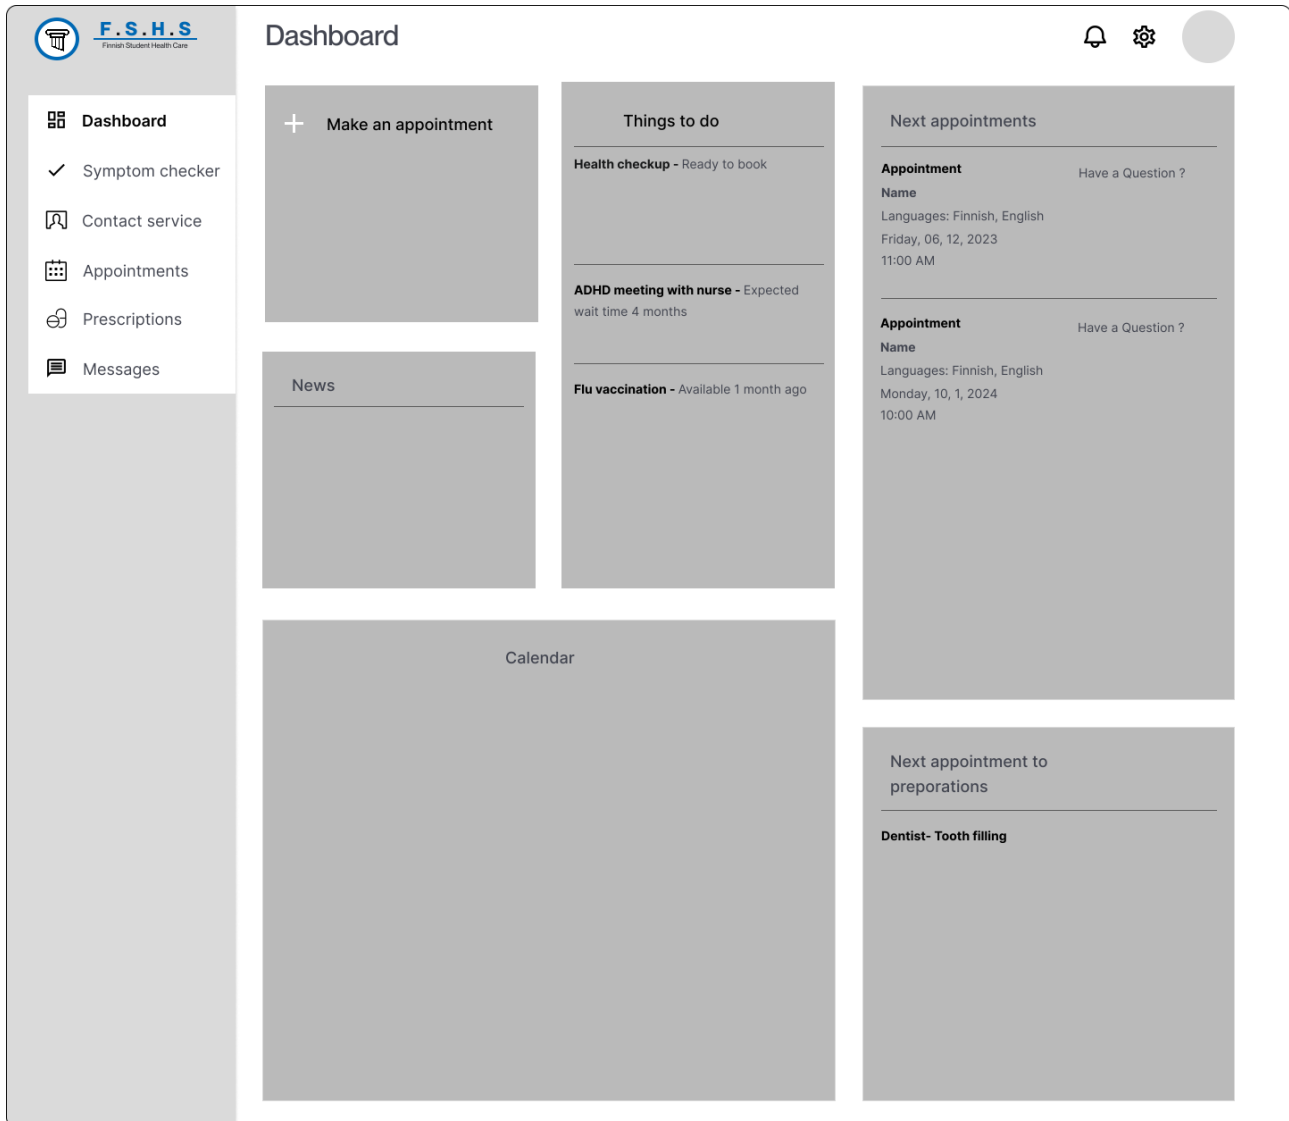 F.S.H.S
Finnish Student Health Care
Dashboard
Symptom checker
Contact service
Appointments
Prescriptions
Messages
Dashboard
Make an appointment
News
Things to do
Health checkup - Ready to book
ADHD meeting with nurse - Expected
wait time 4 months
Flu vaccination - Available 1 month ago
Next appointments
Appointment
Have a Question ?
Name
Languages: Finnish, English
Friday, 06, 12, 2023
11:00 AM
Appointment
Have a Question ?
Name
Languages: Finnish, English
Monday, 10, 1, 2024
10:00 AM
Calendar
Next appointment to
preporations
Dentist- Tooth filling